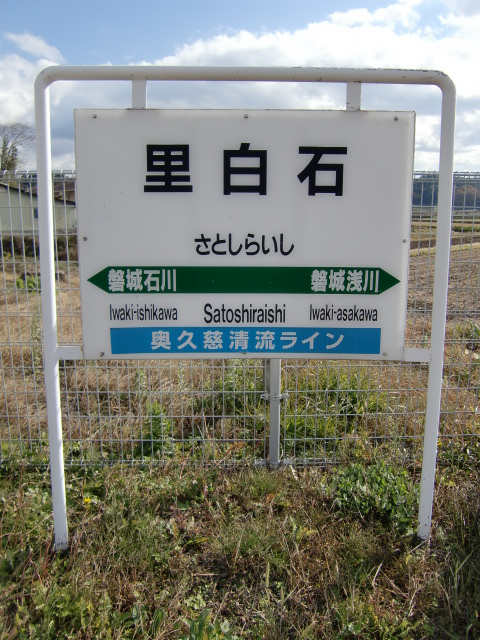 里白石
さとしらいし
磐城石川 磐城浅川
Iwaki-ishikawa Satoshiraishi Iwaki-asakawa
奥久慈清流ライン